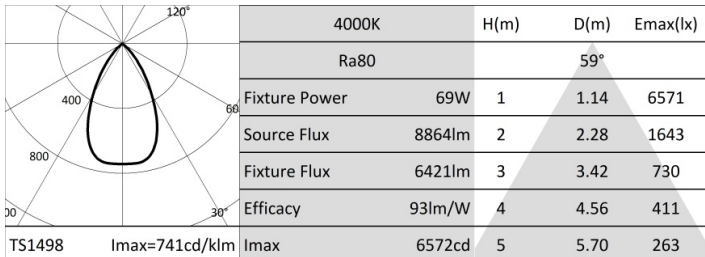 120°
400
60
800
00
30°
TS1498 Imax=741cd/klm
4000K H(m) D(m) Emax(lx)
Ra80 59°
Fixture Power 69W 1 1.14 6571
Source Flux 8864lm 2 2.28 1643
Fixture Flux 6421lm 3 3.42 730
Efficacy 93lm/W 4 4.56 411
Imax 6572cd 5 5.70 263